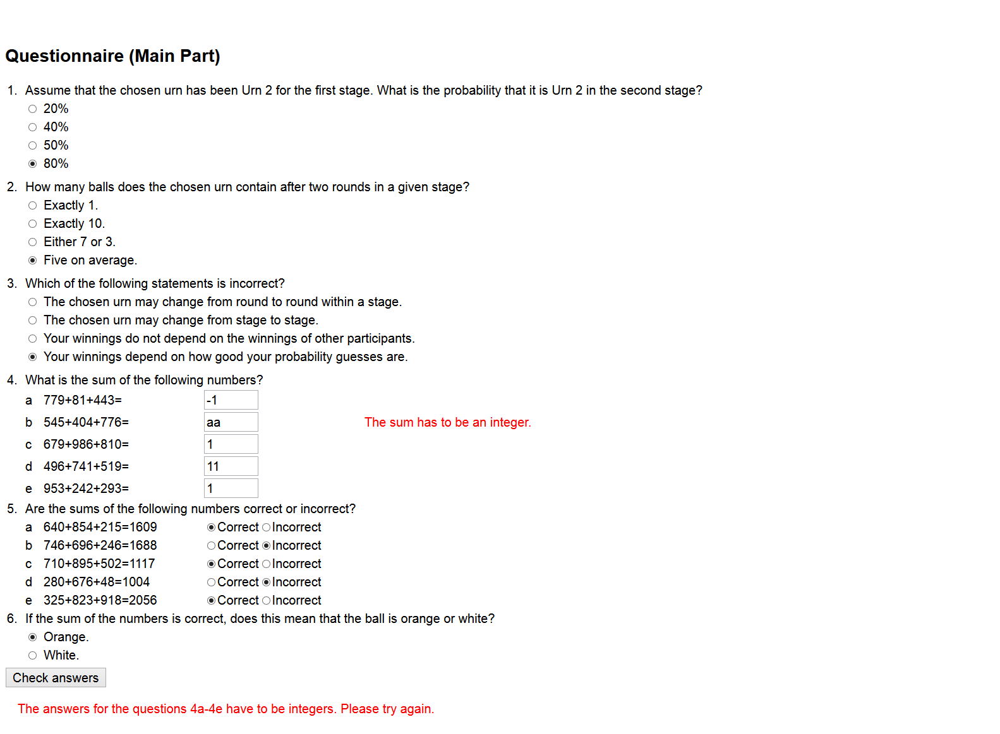 Questionnaire (Main Part)
1. Assume that the chosen urn has been Urn 2 for the first stage. What is the probability that it is Urn 2 in the second stage?
20%
40%
50%
80%
2. How many balls does the chosen urn contain after two rounds in a given stage?
Exactly 1.
Exactly 10.
Either 7 or 3.
Five on average.
3. Which of the following statements is incorrect?
The chosen urn may change from round to round within a stage.
The chosen urn may change from stage to stage.
Your winnings do not depend on the winnings of other participants.
Your winnings depend on how good your probability guesses are.
4. What is the sum of the following numbers?
a 779+81+443= -1
b 545+404+776= aa The sum has to be an integer.
c 679+986+810= 1
d 496+741+519= 11
e 953+242+293= 1
5. Are the sums of the following numbers correct or incorrect?
a 640+854+215=1609 Correct Incorrect
b 746+696+246=1688 Correct Incorrect
c 710+895+502=1117 Correct Incorrect
d 280+676+48=1004 Correct Incorrect
e 325+823+918=2056 Correct Incorrect
6. If the sum of the numbers is correct, does this mean that the ball is orange or white?
Orange.
White.
Check answers
The answers for the questions 4a-4e have to be integers. Please try again.